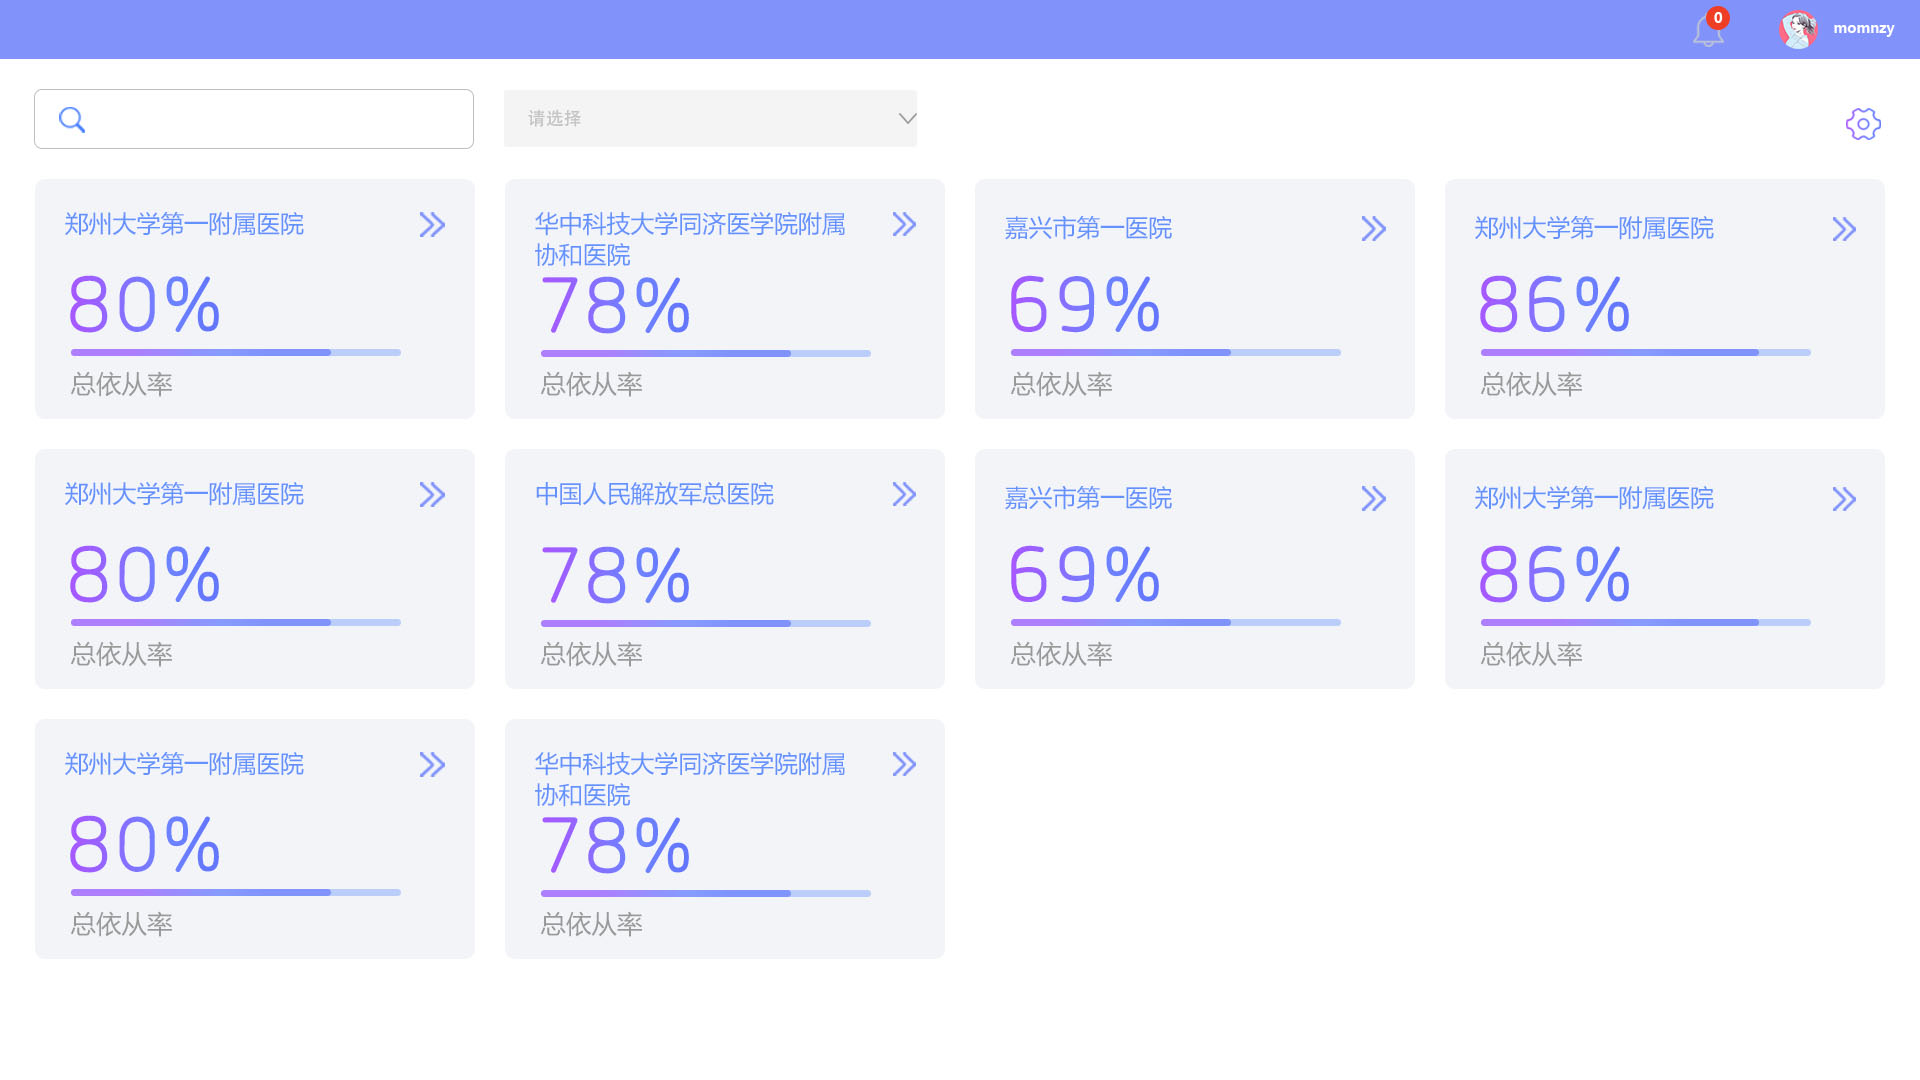 0
momnzy
请选择
郑州大学第一附属医院
80%
总依从率
华中科技大学同济医学院附属
协和医院
78%
总依从率
嘉兴市第一医院
69%
总依从率
郑州大学第一附属医院
86%
总依从率
郑州大学第一附属医院
80%
总依从率
中国人民解放军总医院
78%
总依从率
嘉兴市第一医院
69%
总依从率
郑州大学第一附属医院
86%
总依从率
郑州大学第一附属医院
80%
总依从率
华中科技大学同济医学院附属
协和医院
78%
总依从率